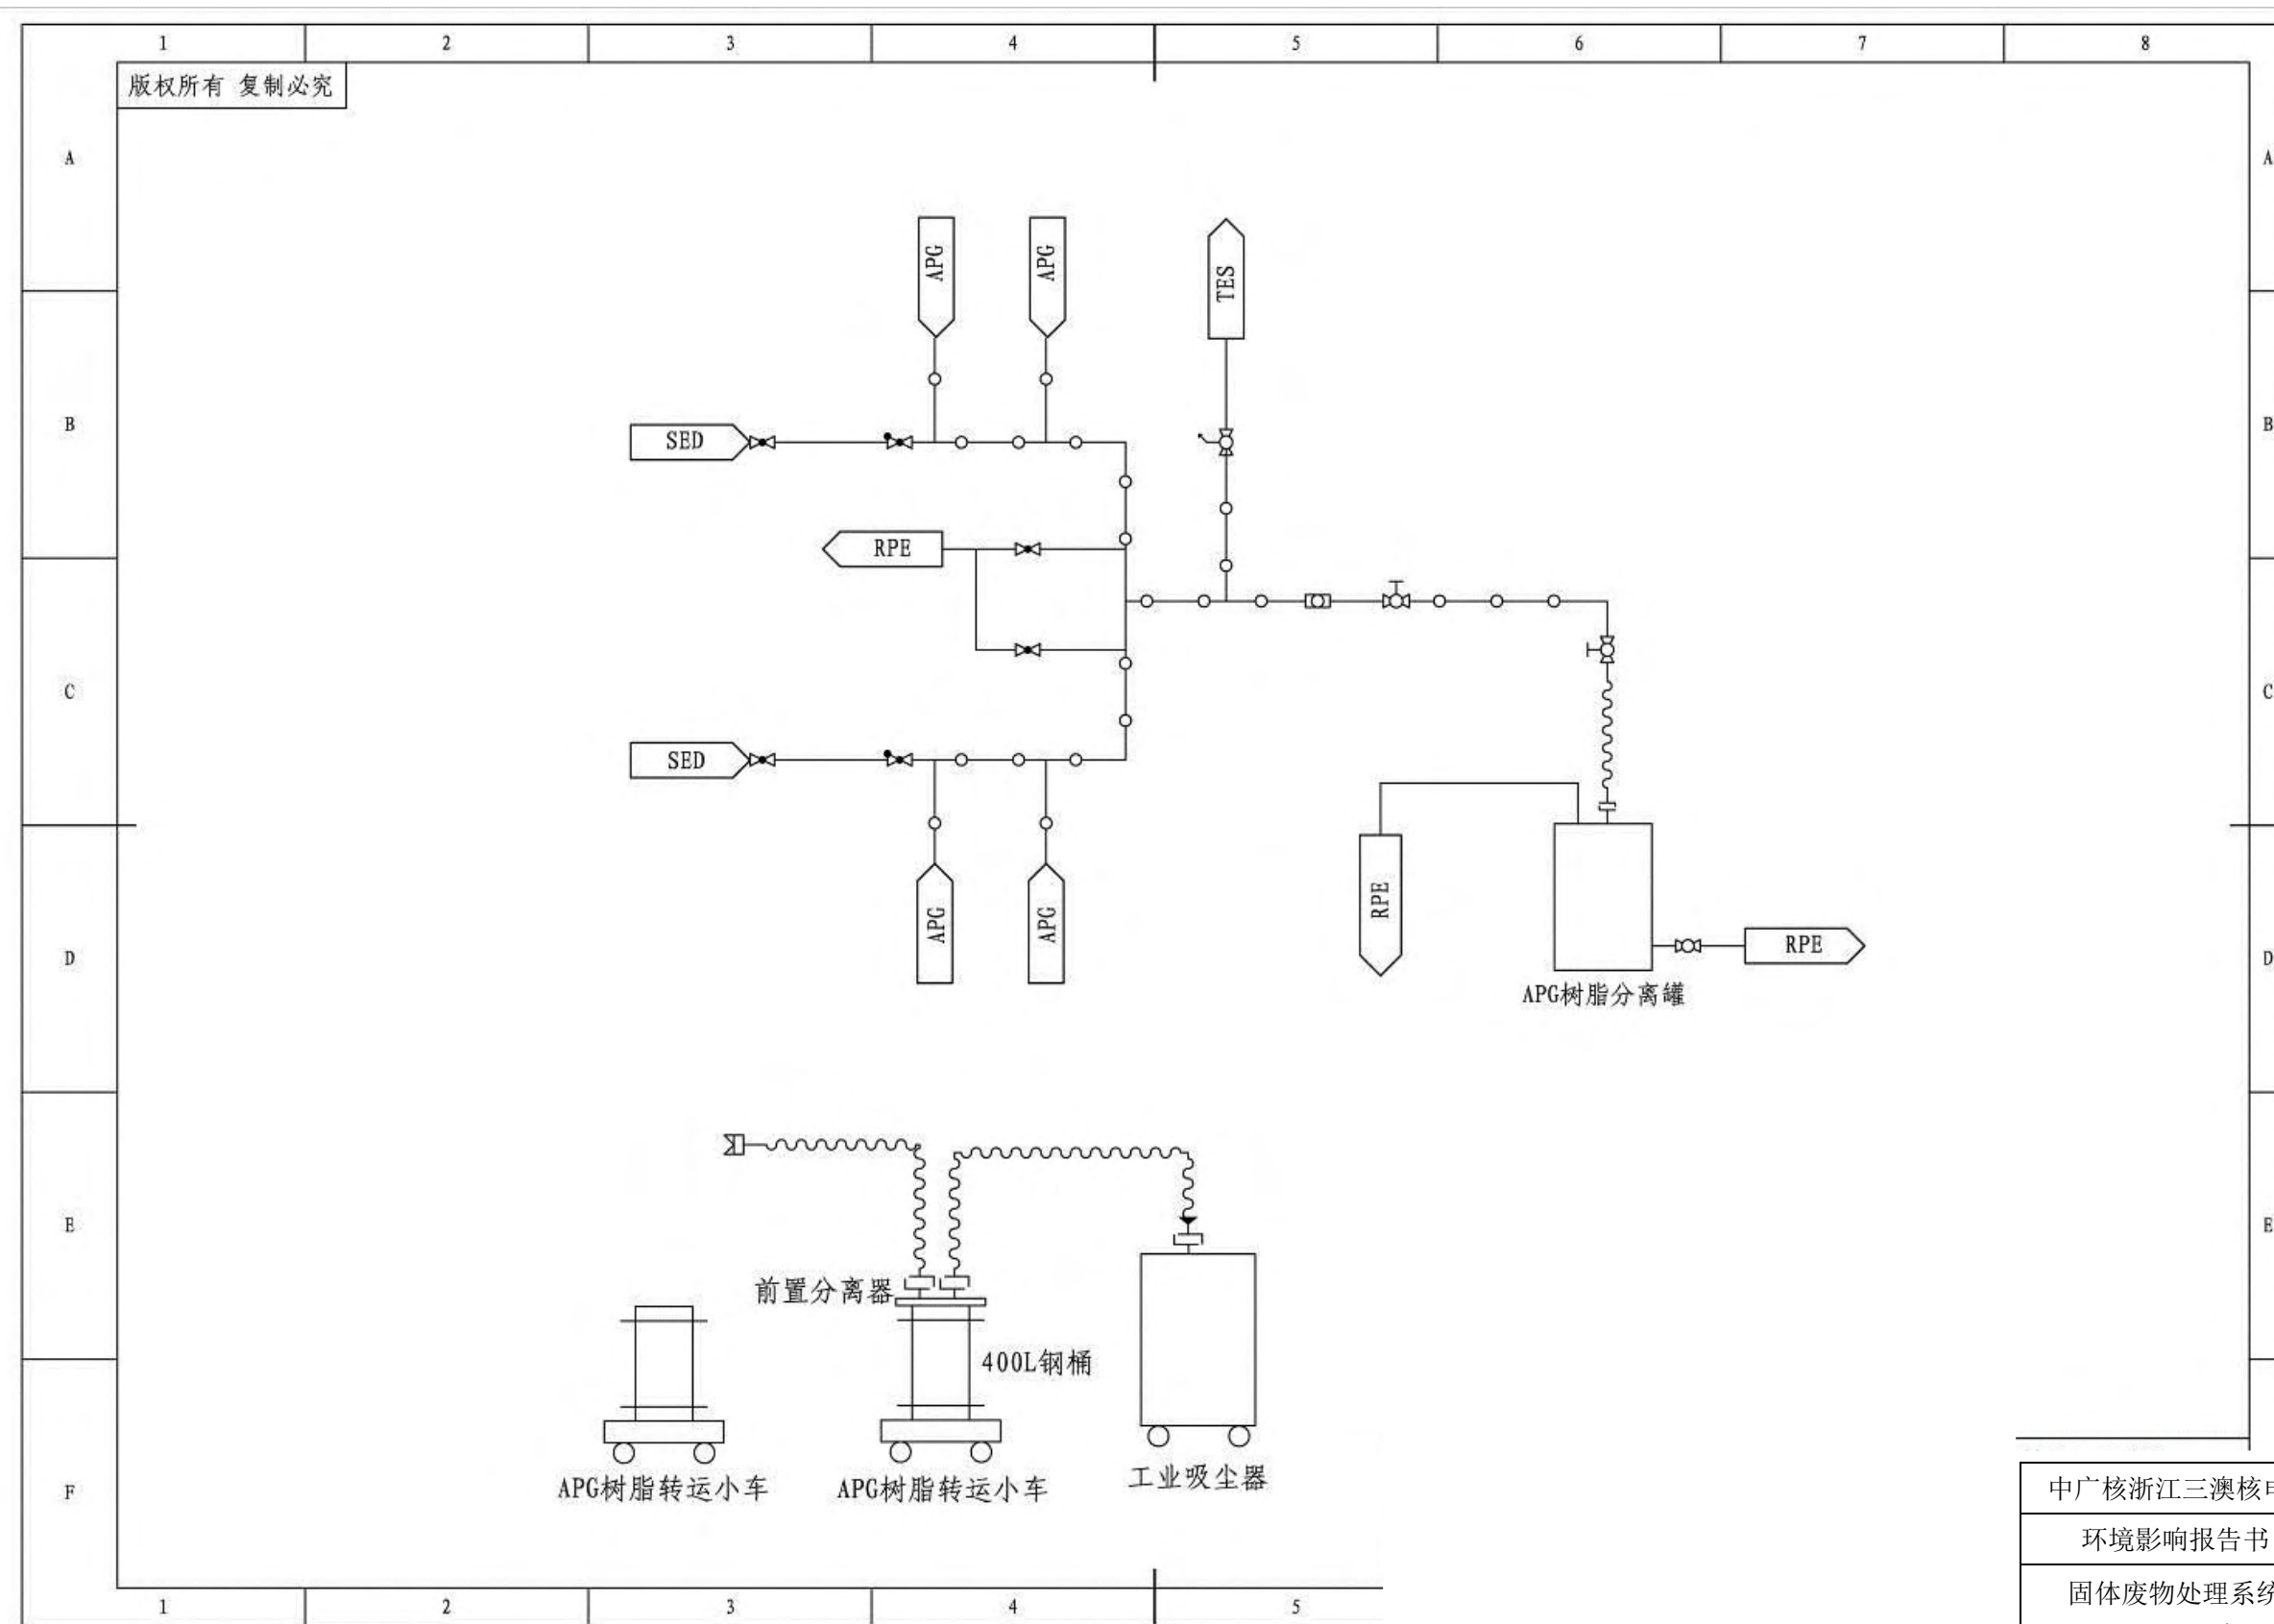 1 2 3 4 5 6 7 8
版权所有 复制必究
A A
APG APG TES
B B
SED
RPE
C C
SED
RPE
APG APG
D D
RPE
APG树脂分离罐
E E
前置分离器
400L钢桶
F
APG树脂转运小车 APG树脂转运小车 工业吸尘器
中广核浙江三澳核
环境影响报告书
固体废物处理系统
1 2 3 4 5